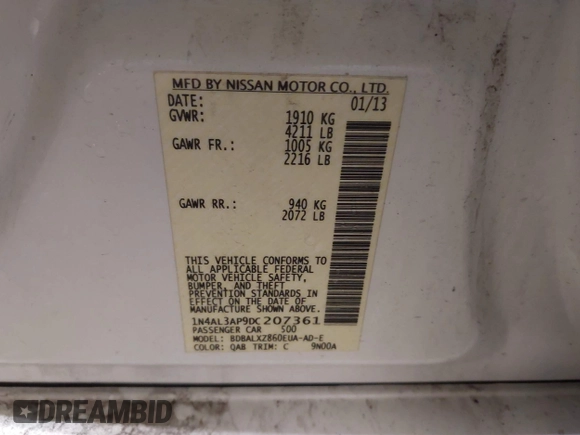 MFD BY NISSAN MOTOR CO., LTD.
DATE: 01/13
GVWR: 1910 KG
4211 LB
GAWR FR.: 1005 KG
2216 LB
GAWR RR.: 940 KG
2072 LB
THIS VEHICLE CONFORMS TO
ALL APPLICABLE FEDERAL
MOTOR VEHICLE SAFETY,
BUMPER, AND THEFT
PREVENTION STANDARDS IN
EFFECT ON THE DATE OF
MANUFACTURE SHOWN ABOVE.
1N4AL3AP9DC207361
PASSENGER CAR 500
MODEL: BDBALXZ860EUA-AD-E
COLOR: QAB TRIM: C 9N00A
DREAMBID